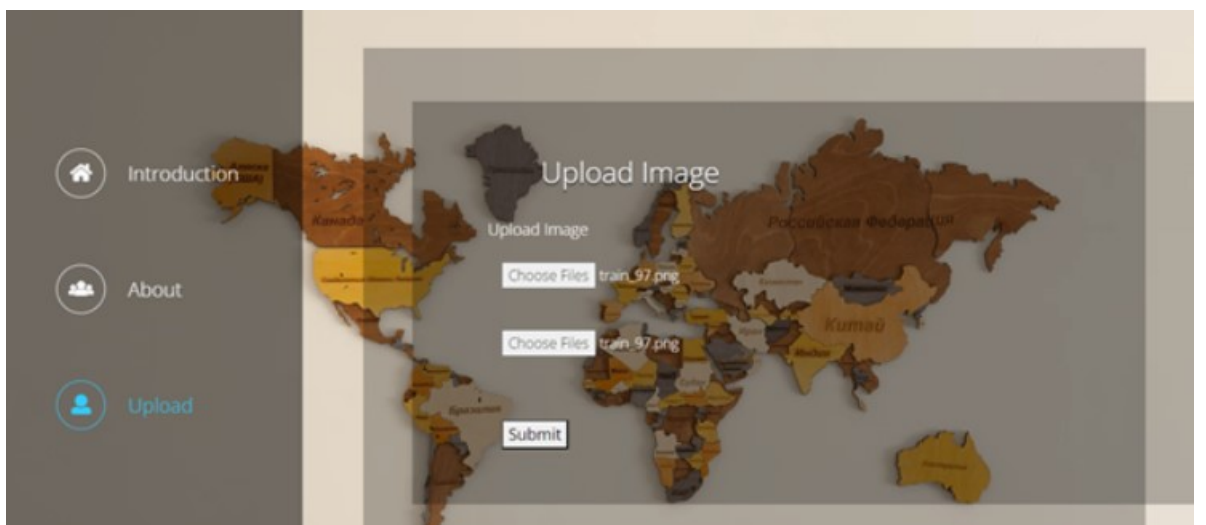 Introduction
About
Upload
Upload Image
Upload Image
Choose Files train_97.png
Choose Files train_97.png
Submit
Канада
Российская Федерация
Китай
Индия
Бразилия